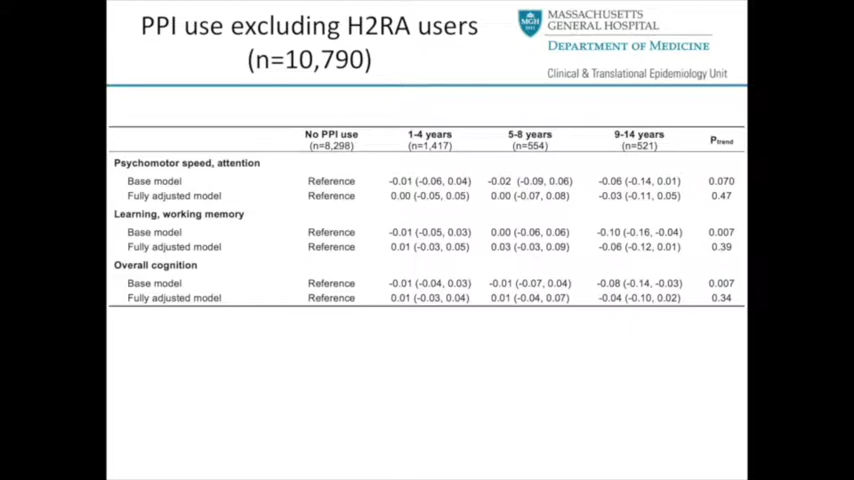 PPI use excluding H2RA users
(n=10,790)
MGH
1811
MASSACHUSETTS
GENERAL HOSPITAL
DEPARTMENT OF MEDICINE
Clinical & Translational Epidemiology Unit
No PPI use 1-4 years 5-8 years 9-14 years Ptrend
(n=8,298) (n=1,417) (n=554) (n=521)
Psychomotor speed, attention
Base model Reference -0.01 (-0.06, 0.04) -0.02 (-0.09, 0.06) -0.06 (-0.14, 0.01) 0.070
Fully adjusted model Reference 0.00 (-0.05, 0.05) 0.00 (-0.07, 0.08) -0.03 (-0.11, 0.05) 0.47
Learning, working memory
Base model Reference -0.01 (-0.05, 0.03) 0.00 (-0.06, 0.06) -0.10 (-0.16, -0.04) 0.007
Fully adjusted model Reference 0.01 (-0.03, 0.05) 0.03 (-0.03, 0.09) -0.06 (-0.12, 0.01) 0.39
Overall cognition
Base model Reference -0.01 (-0.04, 0.03) -0.01 (-0.07, 0.04) -0.08 (-0.14, -0.03) 0.007
Fully adjusted model Reference 0.01 (-0.03, 0.04) 0.01 (-0.04, 0.07) -0.04 (-0.10, 0.02) 0.34